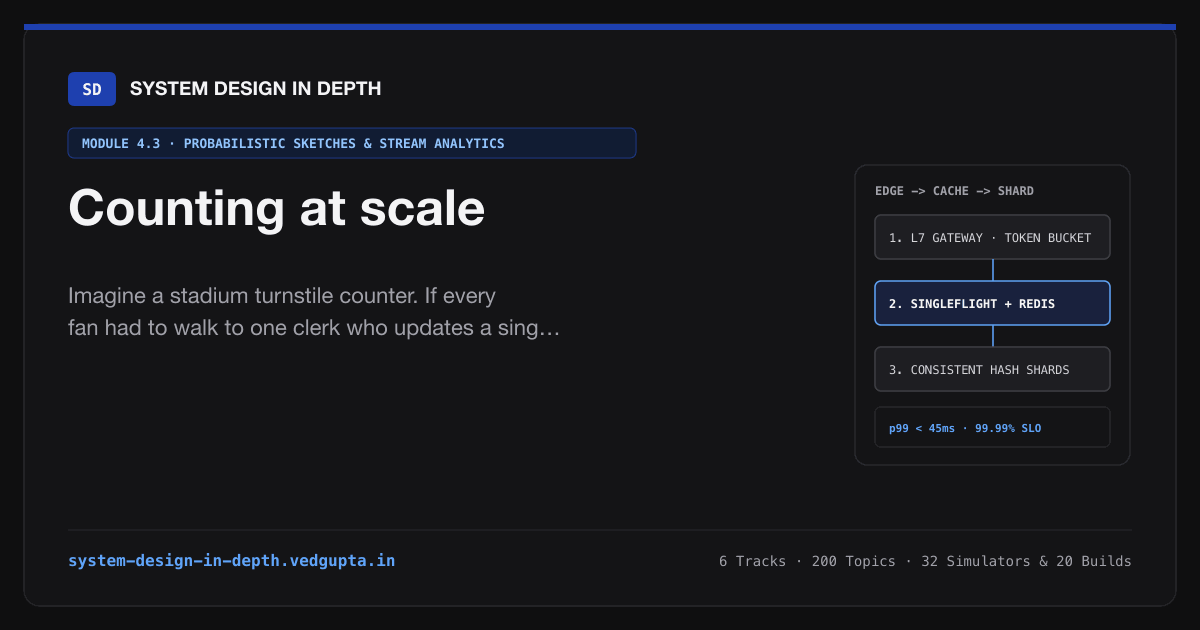 SD SYSTEM DESIGN IN DEPTH
MODULE 4.3 · PROBABILISTIC SKETCHES & STREAM ANALYTICS
Counting at scale
Imagine a stadium turnstile counter. If every
fan had to walk to one clerk who updates a sing…
EDGE —> CACHE —> SHARD
1. L7 GATEWAY · TOKEN BUCKET
2. SINGLEFLIGHT + REDIS
3. CONSISTENT HASH SHARDS
p99 < 45ms · 99.99% SLO
system-design-in-depth.vedgupta.in
6 Tracks · 200 Topics · 32 Simulators & 20 Builds